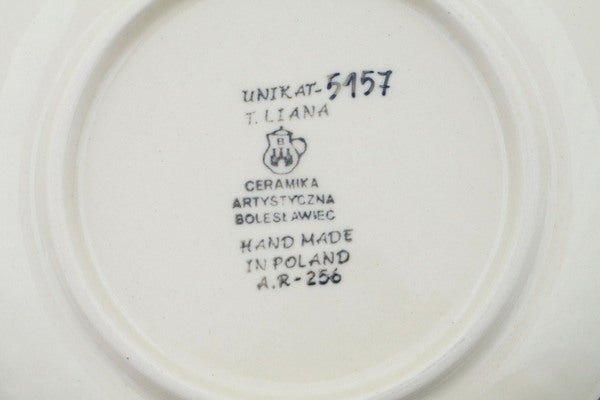 UNIKAT-5157
T. LIANA
B
CERAMIKA
ARTYSTYCZNA
BOLESŁAWIEC
HAND MADE
IN POLAND
A.R-256